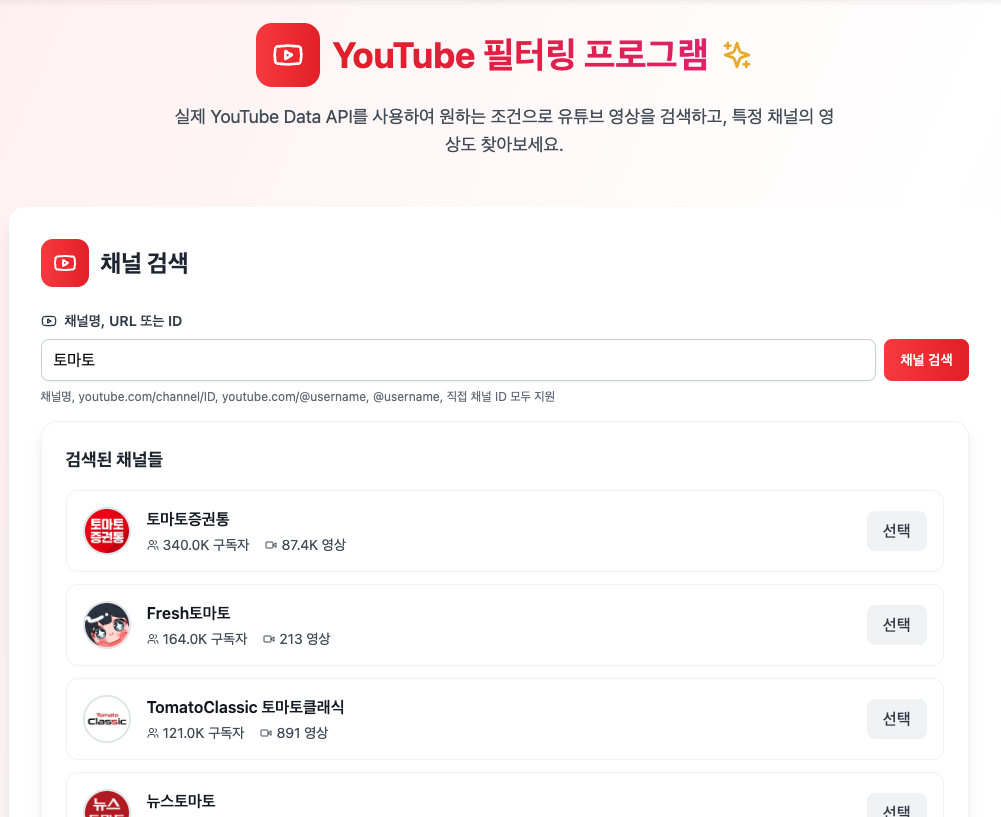 YouTube 필터링 프로그램
실제 YouTube Data API를 사용하여 원하는 조건으로 유튜브 영상을 검색하고, 특정 채널의 영
상도 찾아보세요.
채널 검색
채널명, URL 또는 ID
토마토
채널 검색
채널명, youtube.com/channel/ID, youtube.com/@username, @username, 직접 채널 ID 모두 지원
검색된 채널들
토마토
증권통
토마토증권통
340.0K 구독자 87.4K 영상
선택
Fresh토마토
164.0K 구독자 213 영상
선택
Tomato
Classic
TomatoClassic 토마토클래식
121.0K 구독자 891 영상
선택
뉴스
토마토
뉴스토마토
선택